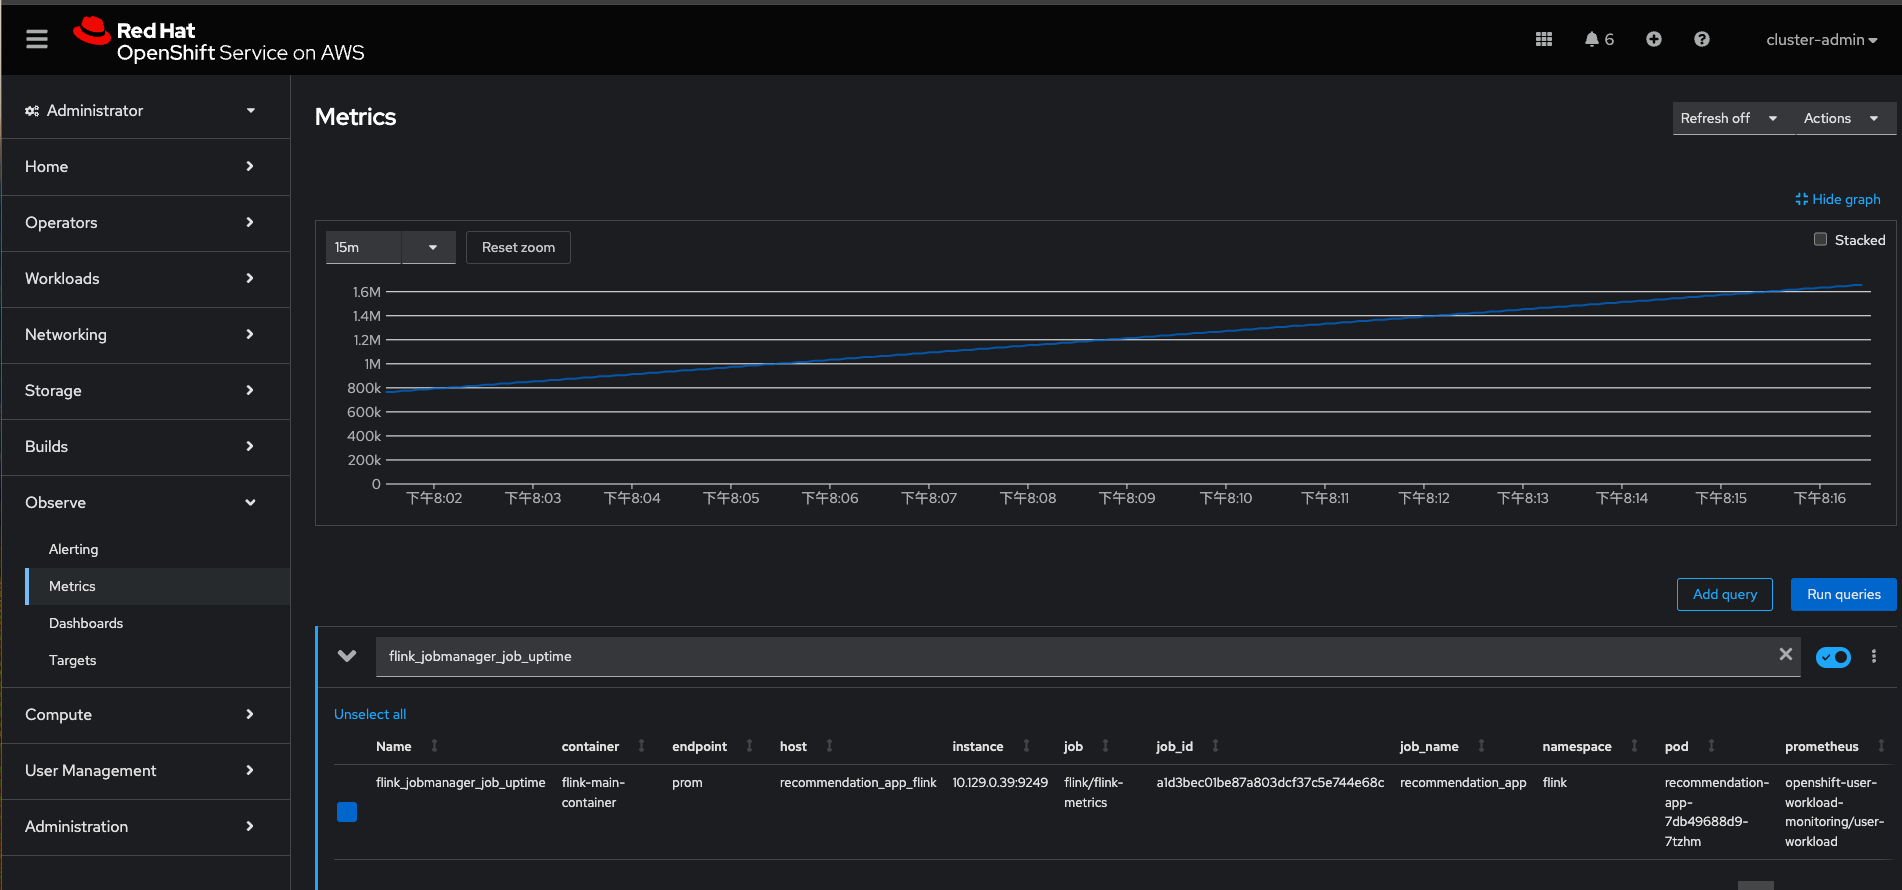 Red Hat
OpenShift Service on AWS
6
cluster-admin
Administrator
Home
Operators
Workloads
Networking
Storage
Builds
Observe
Alerting
Metrics
Dashboards
Targets
Compute
User Management
Administration
Metrics
Refresh off
Actions
Hide graph
15m
Reset zoom
Stacked
1.6M
1.4M
1.2M
1M
800k
600k
400k
200k
0
下午8:02 下午8:03 下午8:04 下午8:05 下午8:06 下午8:07 下午8:08 下午8:09 下午8:10 下午8:11 下午8:12 下午8:13 下午8:14 下午8:15 下午8:16
Add query
Run queries
flink_jobmanager_job_uptime
Unselect all
Name container endpoint host instance job job_id job_name namespace pod prometheus
flink_jobmanager_job_uptime flink-main- prom recommendation_app_flink 10.129.0.39:9249 flink/flink- a1d3bec01be87a803dcf37c5e744e68c recommendation_app flink recommendation- openshift-user-
container metrics app- workload-
7db49688d9- monitoring/user-
7tzhm workload